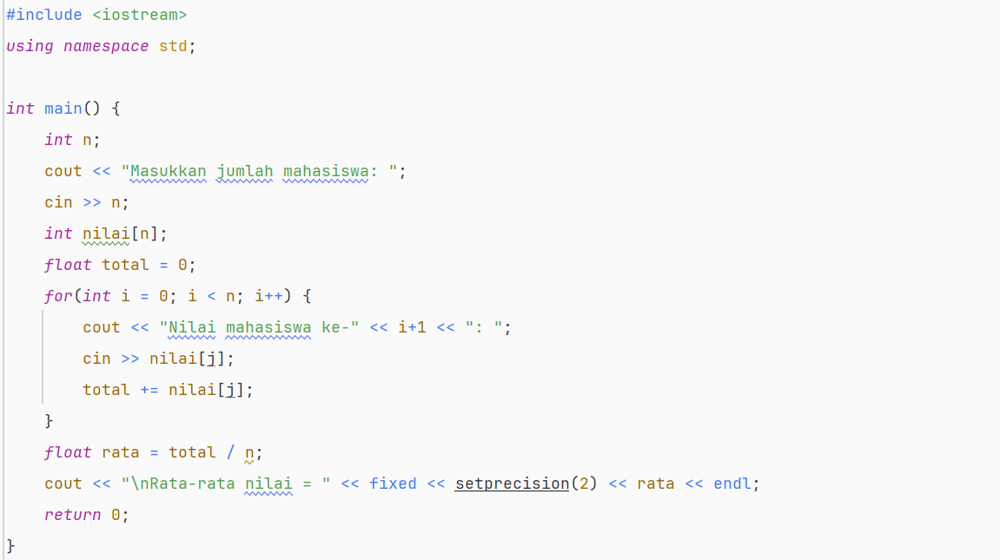 #include <iostream>
using namespace std;

int main() {
    int n;
    cout << "Masukkan jumlah mahasiswa: ";
    cin >> n;
    int nilai[n];
    float total = 0;
    for(int i = 0; i < n; i++) {
        cout << "Nilai mahasiswa ke-" << i+1 << ": ";
        cin >> nilai[j];
        total += nilai[j];
    }
    float rata = total / n;
    cout << "\nRata-rata nilai = " << fixed << setprecision(2) << rata << endl;
    return 0;
}